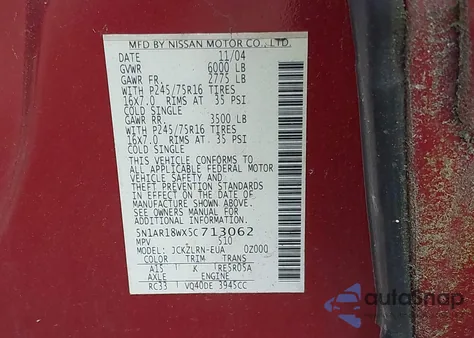 MFD BY NISSAN MOTOR CO., LTD.
DATE 11/04
GVWR 6000 LB
GAWR FR. 2775 LB
WITH P245/75R16 TIRES
16X7.0 RIMS AT 35 PSI
COLD SINGLE
GAWR RR. 3500 LB
WITH P245/75R16 TIRES
16X7.0 RIMS AT 35 PSI
COLD SINGLE
THIS VEHICLE CONFORMS TO
ALL APPLICABLE FEDERAL MOTOR
VEHICLE SAFETY AND
THEFT PREVENTION STANDARDS
IN EFFECT ON THE DATE OF
MANUFACTURE SHOWN ABOVE.
SEE OWNERS MANUAL FOR
ADDITIONAL INFORMATION.
5N1AR18WX5C713062
MPV 510
MODEL JCKZLRN-EUA 0Z000
COLOR TRIM TRANS
A15 K RE5R05A
AXLE ENGINE
RC33 VQ40DE 3945CC
autoSnap